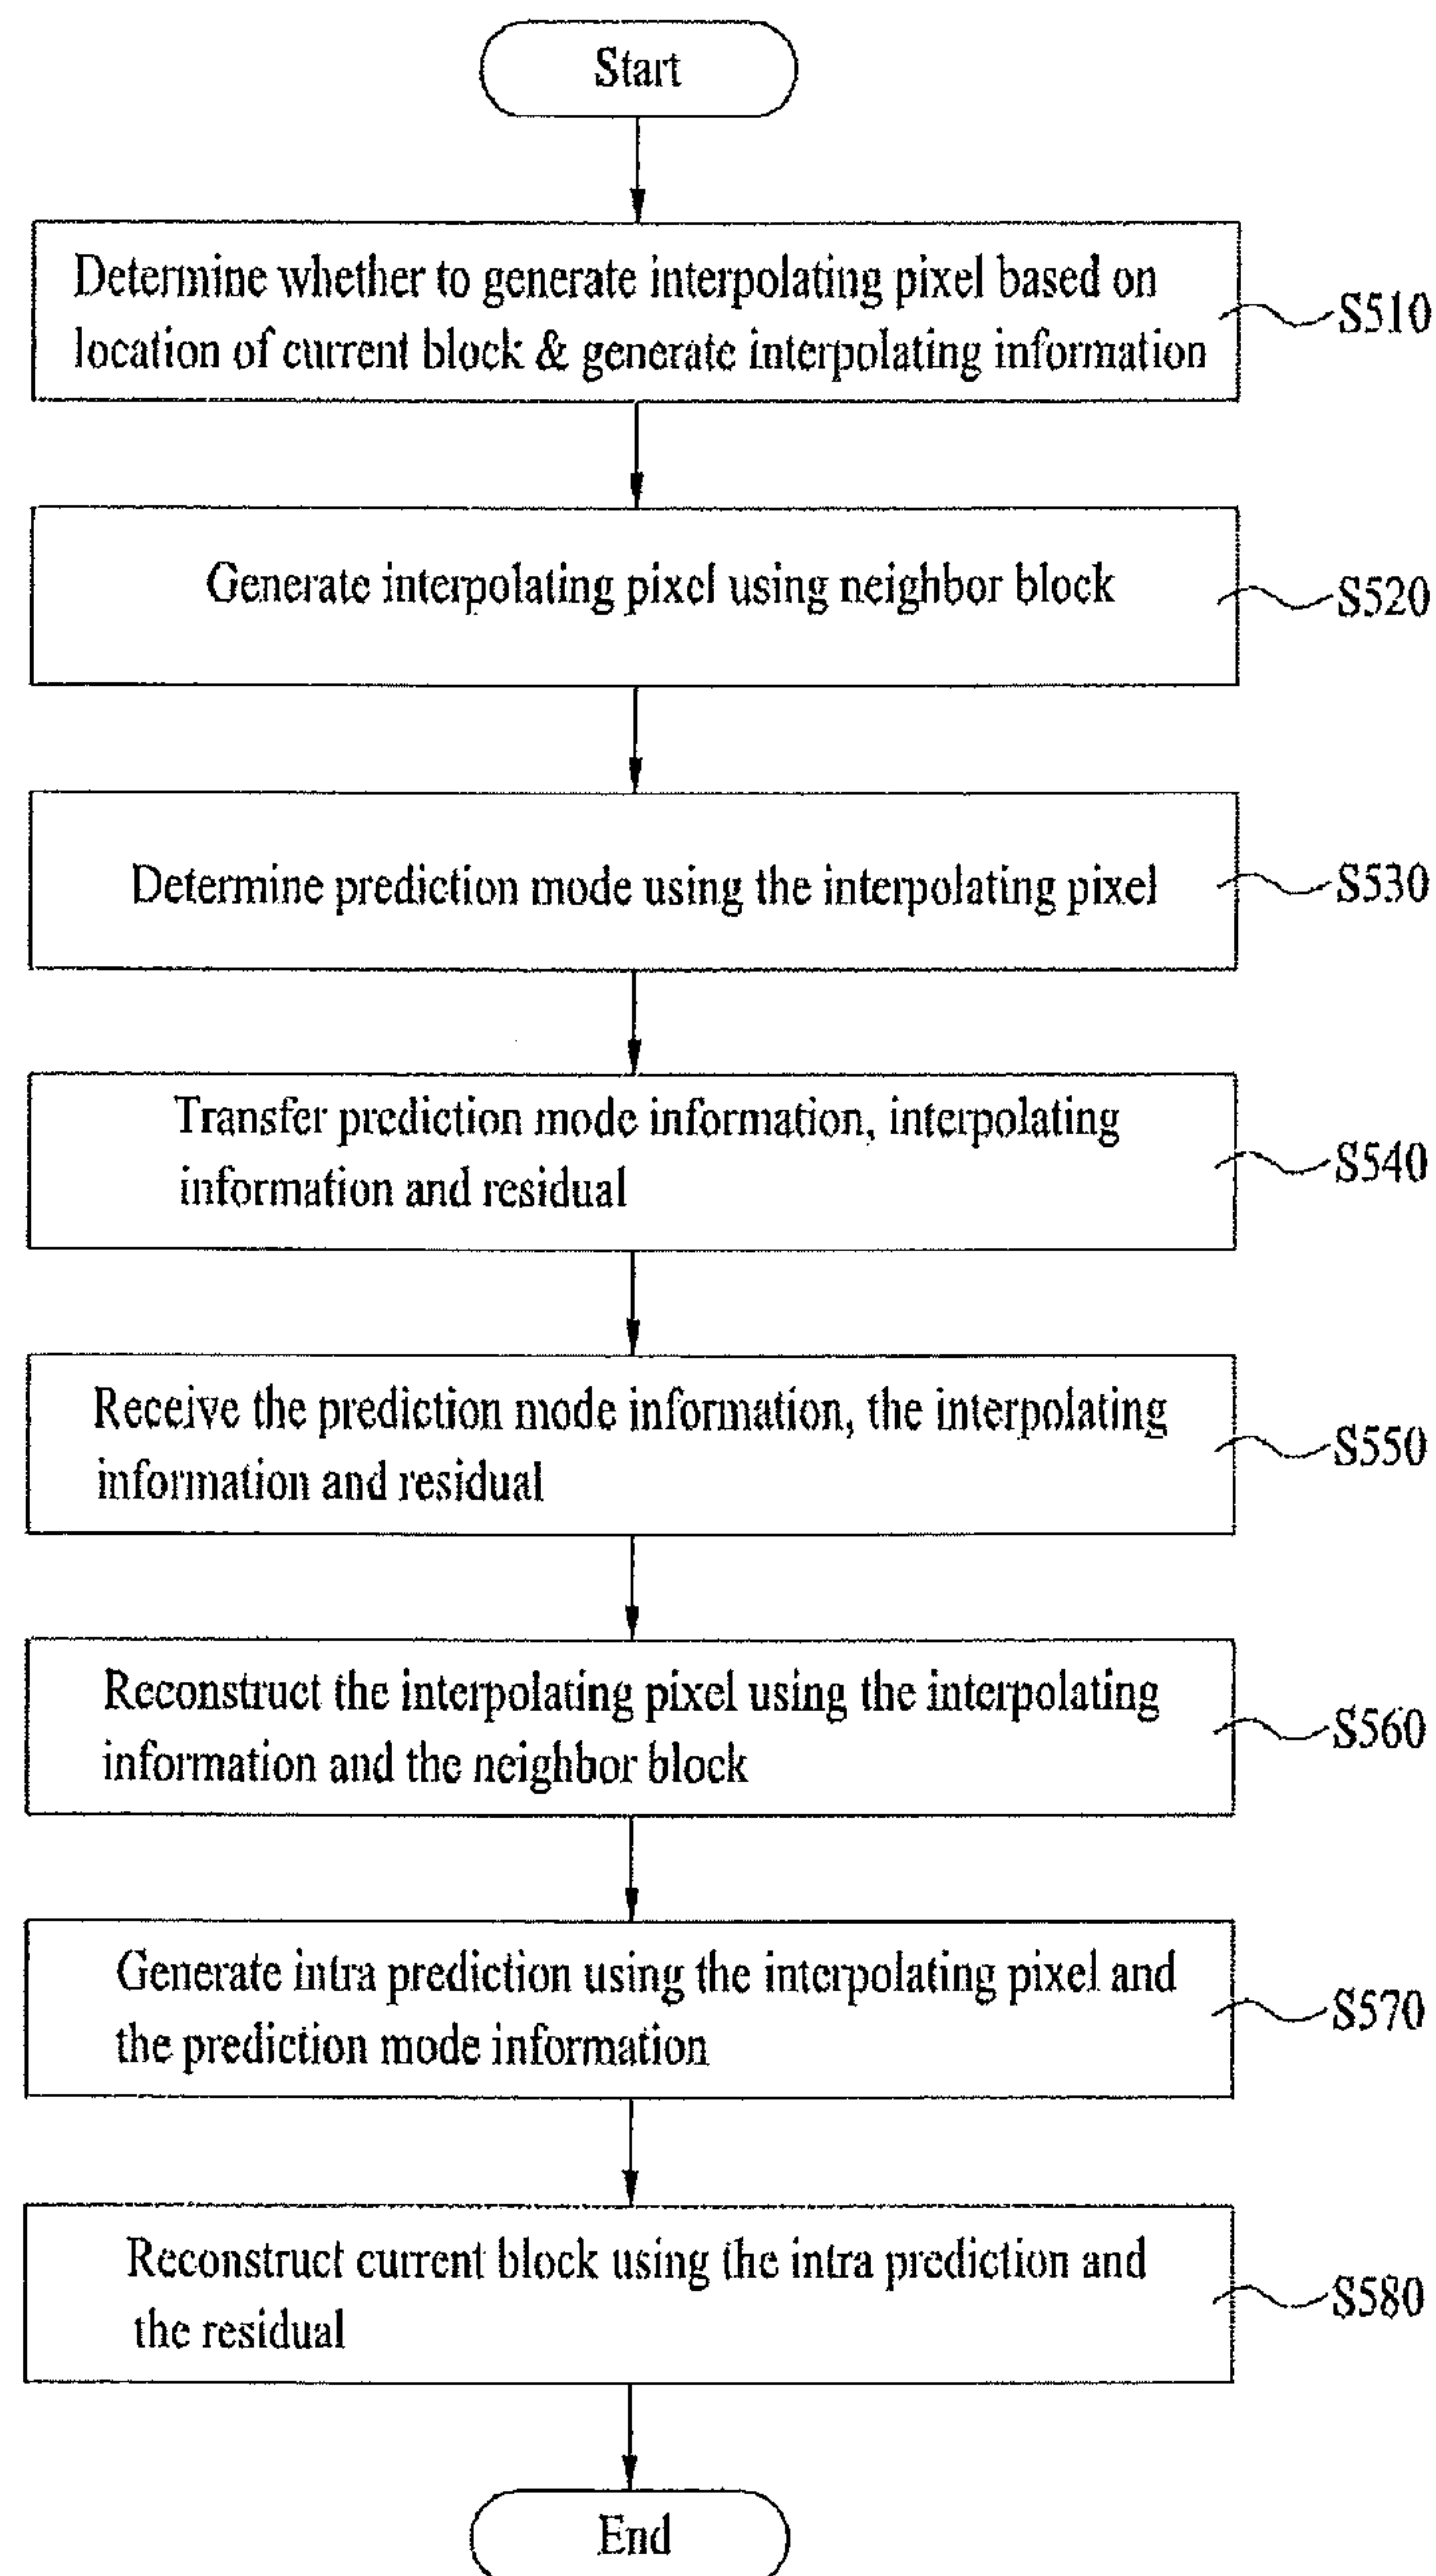 Start
Determine whether to generate interpolating pixel based on
location of current block & generate interpolating information
S510
Generate interpolating pixel using neighbor block
S520
Determine prediction mode using the interpolating pixel
S530
Transfer prediction mode information, interpolating
information and residual
S540
Receive the prediction mode information, the interpolating
information and residual
S550
Reconstruct the interpolating pixel using the interpolating
information and the neighbor block
S560
Generate intra prediction using the interpolating pixel and
the prediction mode information
S570
Reconstruct current block using the intra prediction and
the residual
S580
End